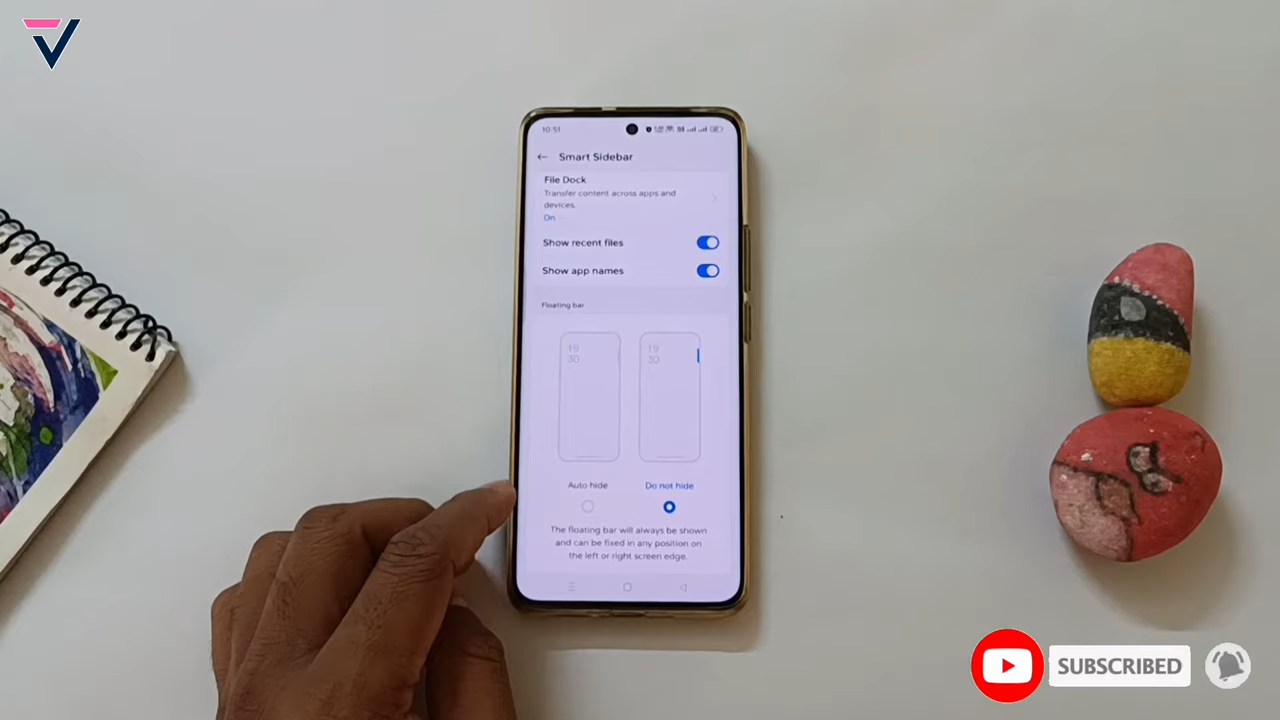 10:51
Smart Sidebar
File Dock
Transfer content across apps and
devices.
On
Show recent files
Show app names
Floating bar
19
30
19
30
Auto hide
Do not hide
The floating bar will always be shown
and can be fixed in any position on
the left or right screen edge.
SUBSCRIBED